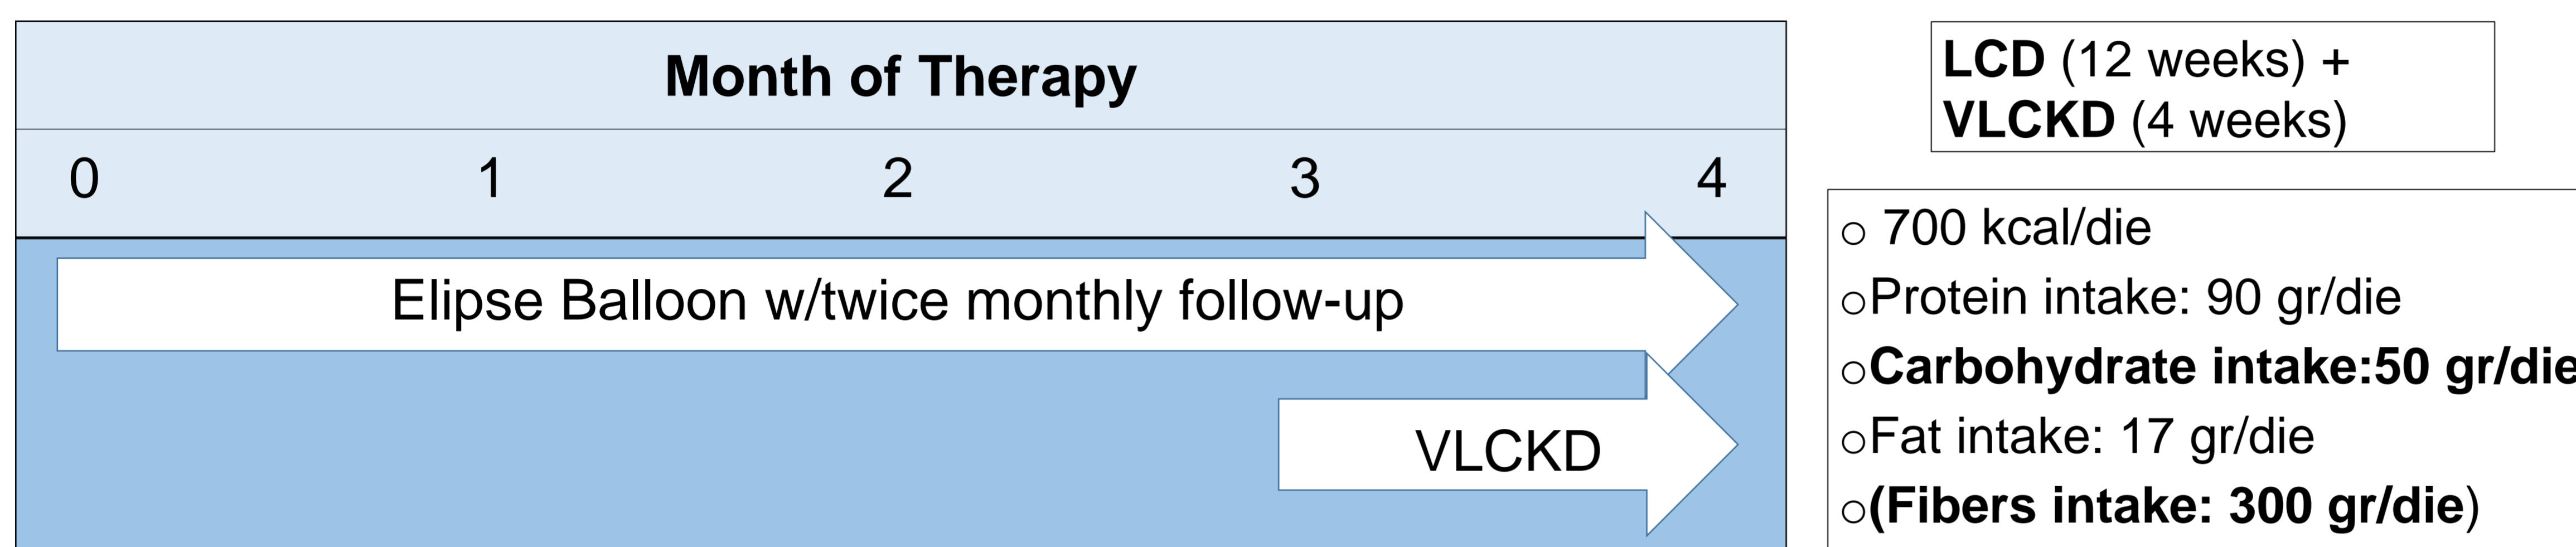 Month of Therapy
0 1 2 3 4
Elipse Balloon w/twice monthly follow-up
VLCKD
LCD (12 weeks) +
VLCKD (4 weeks)
○ 700 kcal/die
○Protein intake: 90 gr/die
○Carbohydrate intake:50 gr/die
○Fat intake: 17 gr/die
○(Fibers intake: 300 gr/die)